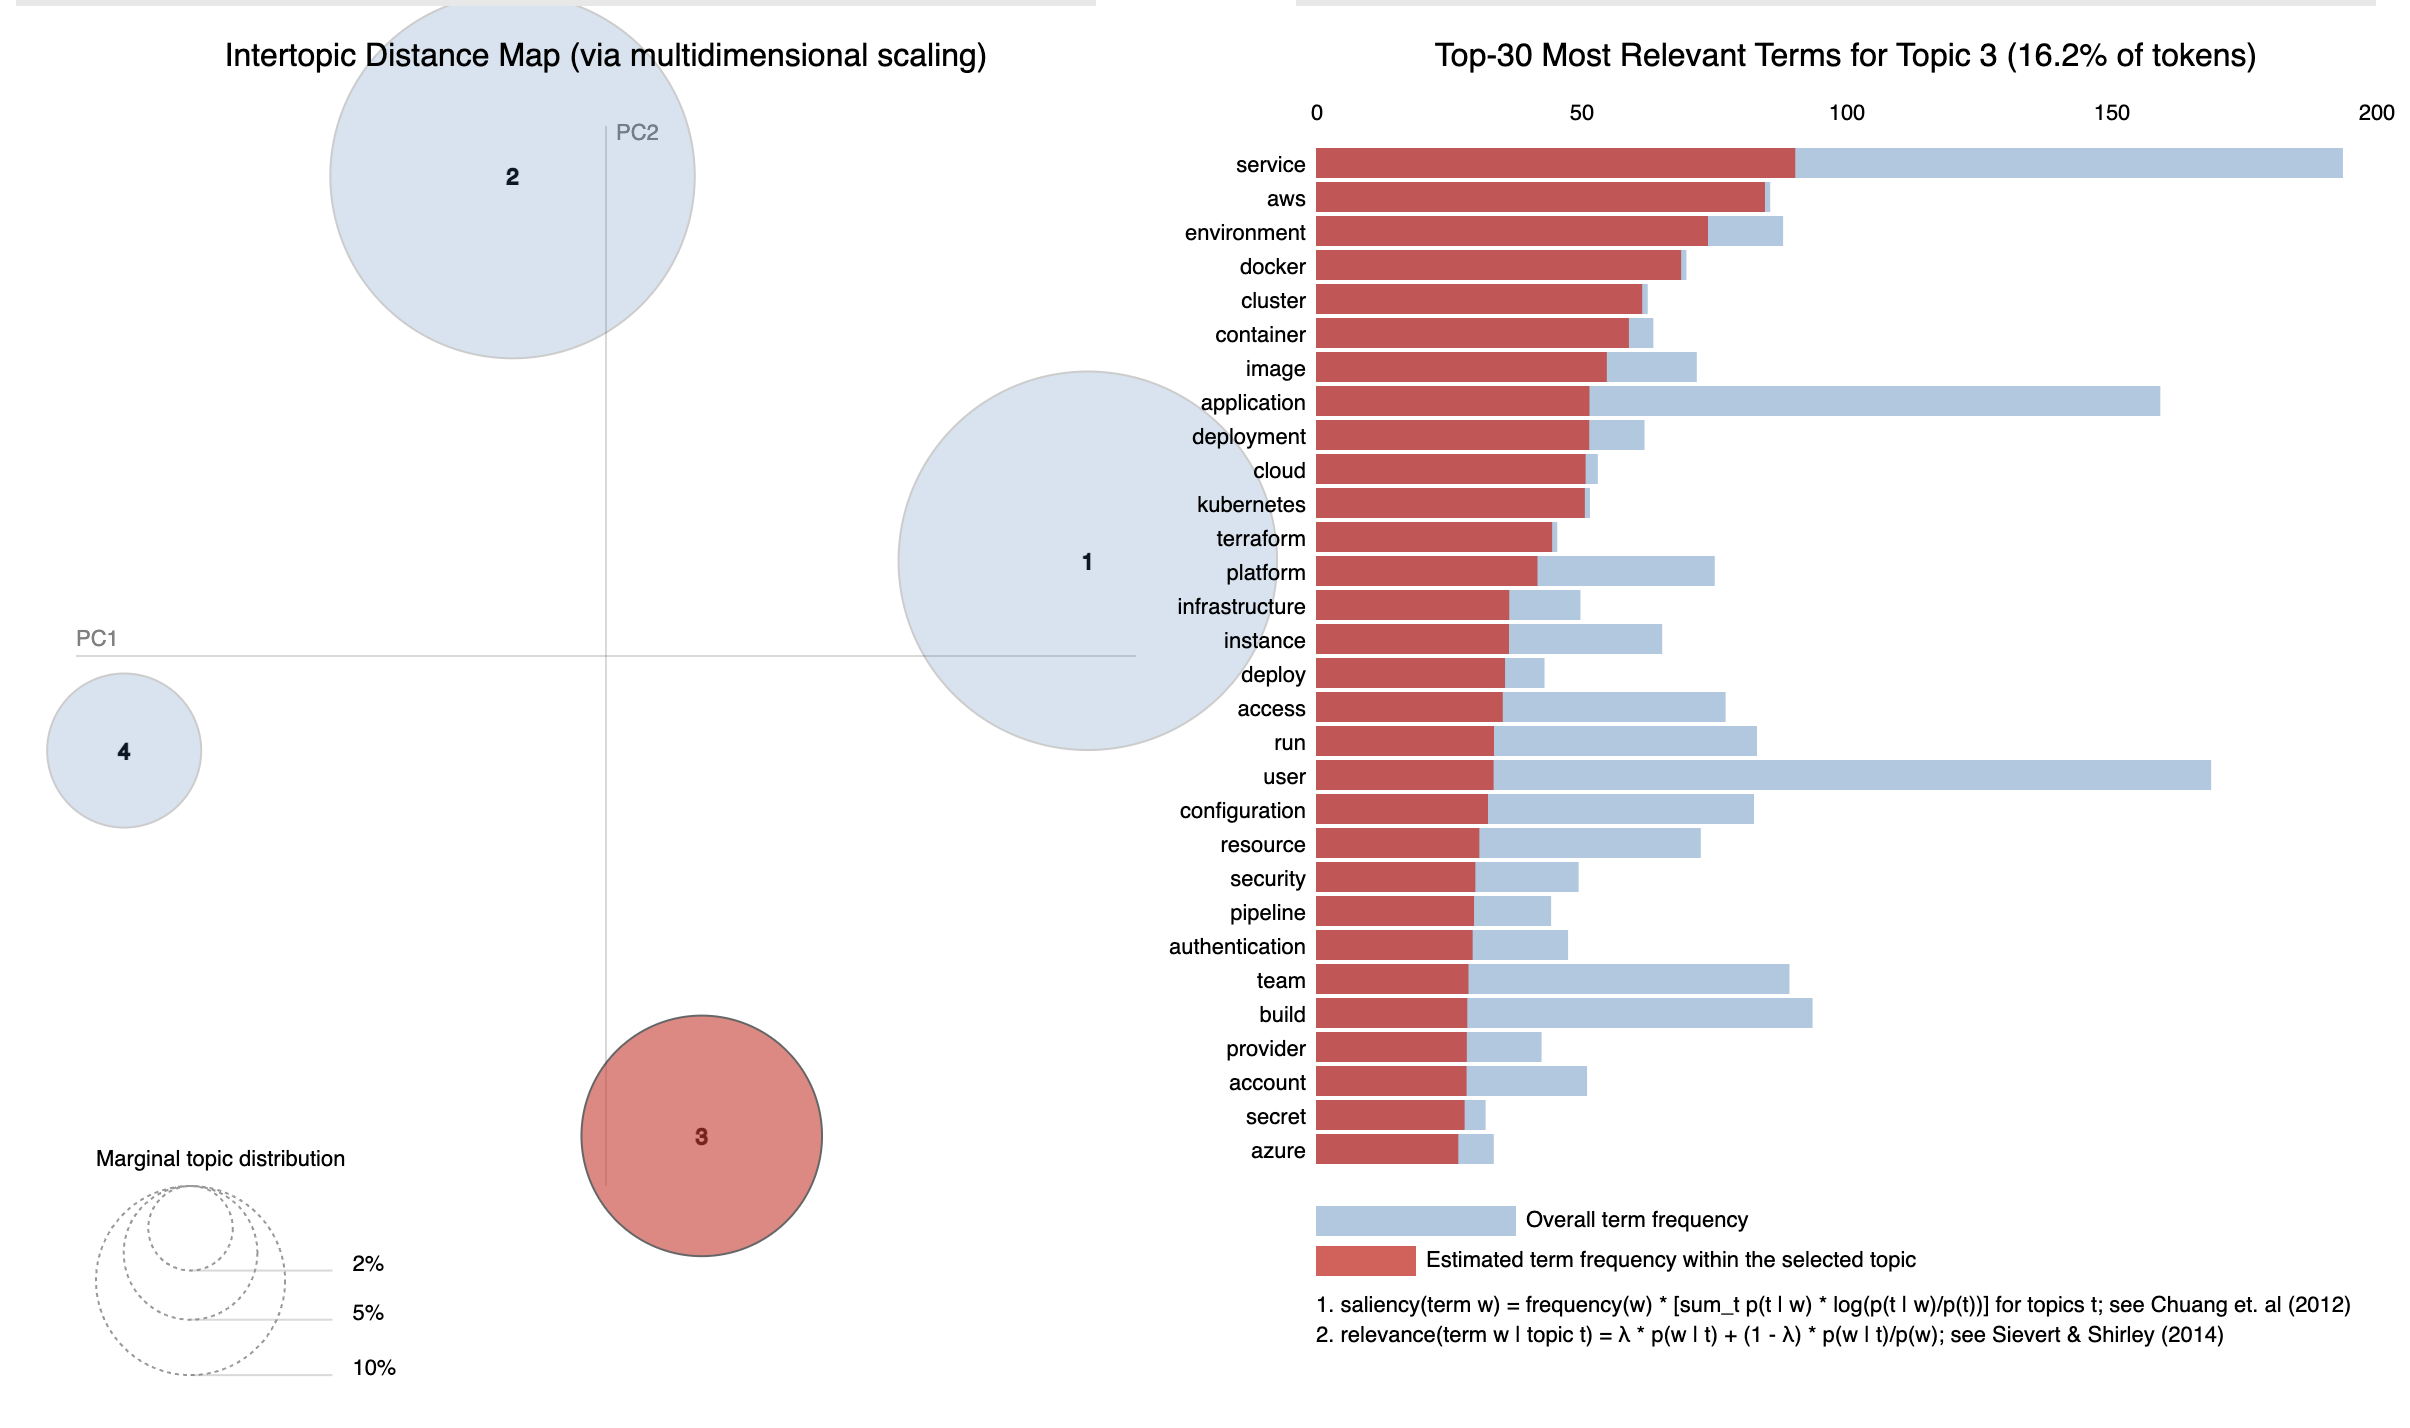 Intertopic Distance Map (via multidimensional scaling)
PC2
2
1
PC1
4
3
Marginal topic distribution
2%
5%
10%
Top-30 Most Relevant Terms for Topic 3 (16.2% of tokens)
0 50 100 150 200
service
aws
environment
docker
cluster
container
image
application
deployment
cloud
kubernetes
terraform
platform
infrastructure
instance
deploy
access
run
user
configuration
resource
security
pipeline
authentication
team
build
provider
account
secret
azure
Overall term frequency
Estimated term frequency within the selected topic
1. saliency(term w) = frequency(w) * [sum_t p(t | w) * log(p(t | w)/p(t))] for topics t; see Chuang et. al (2012)
2. relevance(term w | topic t) = λ * p(w | t) + (1 - λ) * p(w | t)/p(w); see Sievert & Shirley (2014)